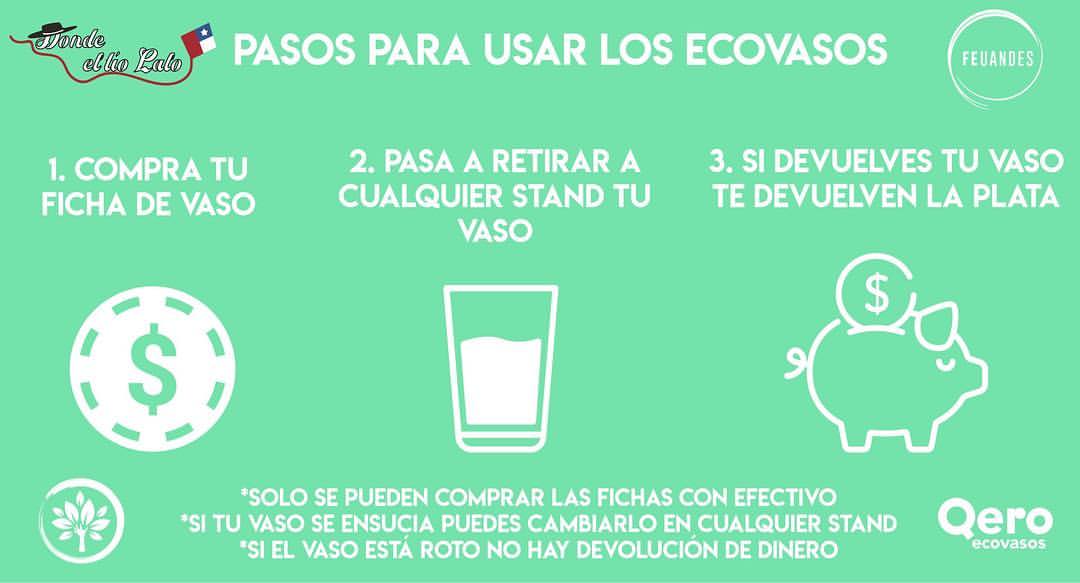 Donde
el tío Lalo
PASOS PARA USAR LOS ECOVASOS
FEUANDES
1. COMPRA TU
FICHA DE VASO
2. PASA A RETIRAR A
CUALQUIER STAND TU
VASO
3. SI DEVUELVES TU VASO
TE DEVUELVEN LA PLATA
$
$
*SOLO SE PUEDEN COMPRAR LAS FICHAS CON EFECTIVO
*SI TU VASO SE ENSUCIA PUEDES CAMBIARLO EN CUALQUIER STAND
*SI EL VASO ESTÁ ROTO NO HAY DEVOLUCIÓN DE DINERO
Qero
ecovasos